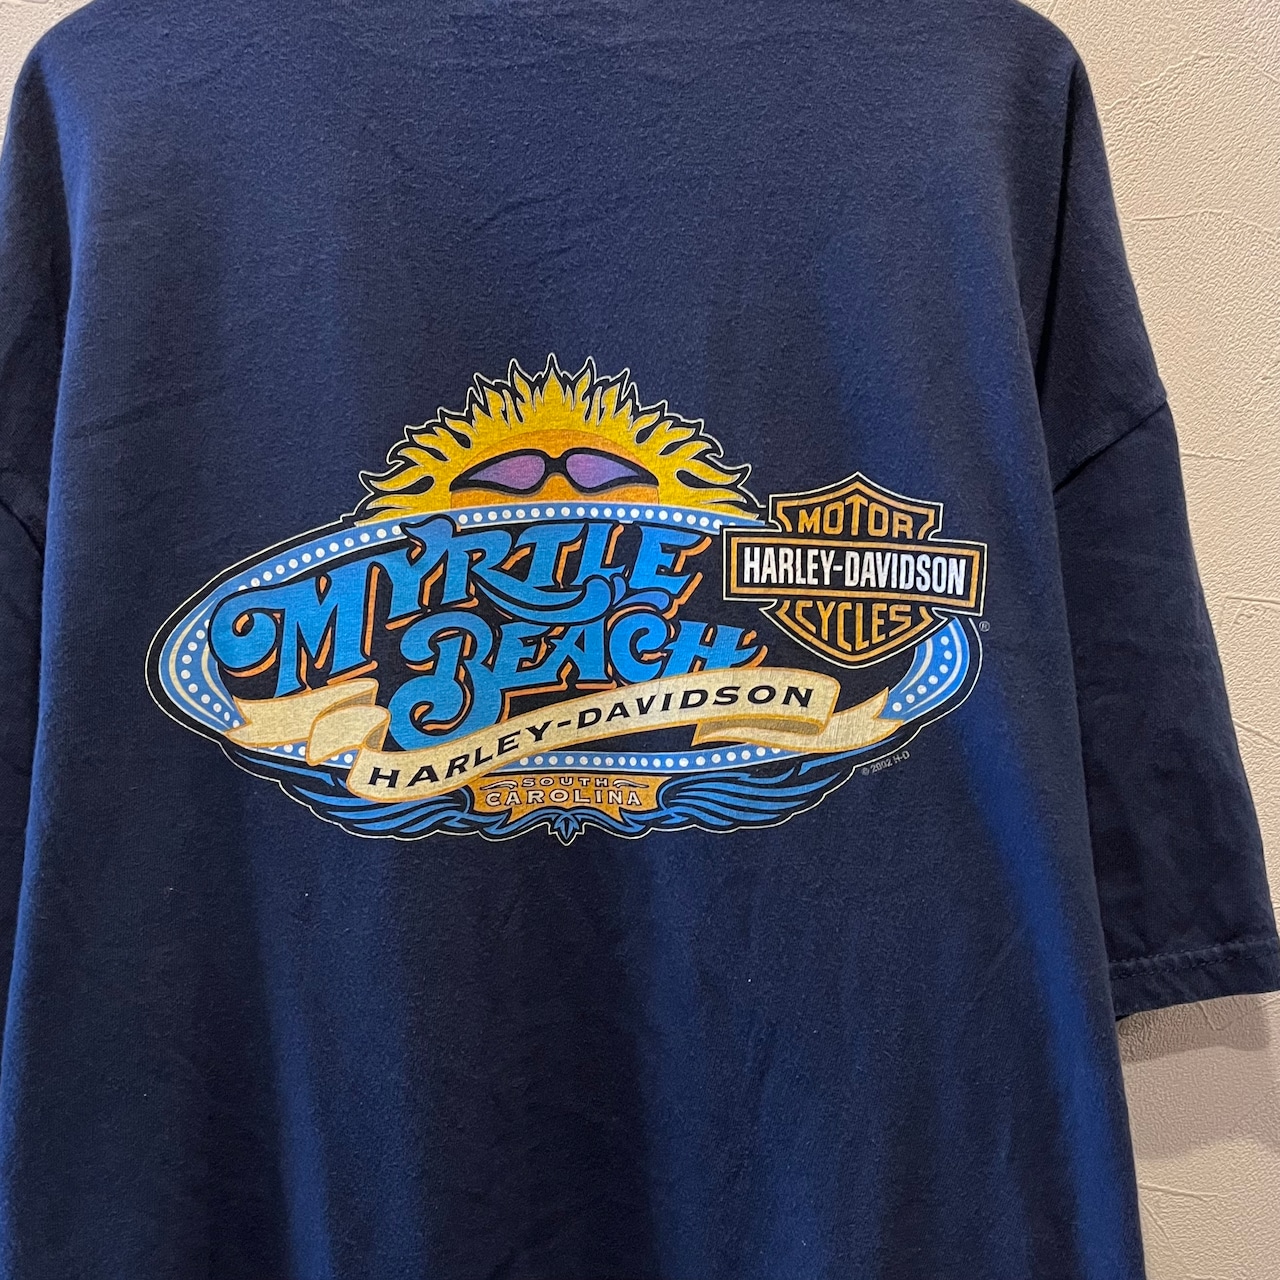 MYRTLE
BEACH
MOTOR
HARLEY-DAVIDSON
CYCLES
®
HARLEY-DAVIDSON
SOUTH
CAROLINA
© 2002 H-D